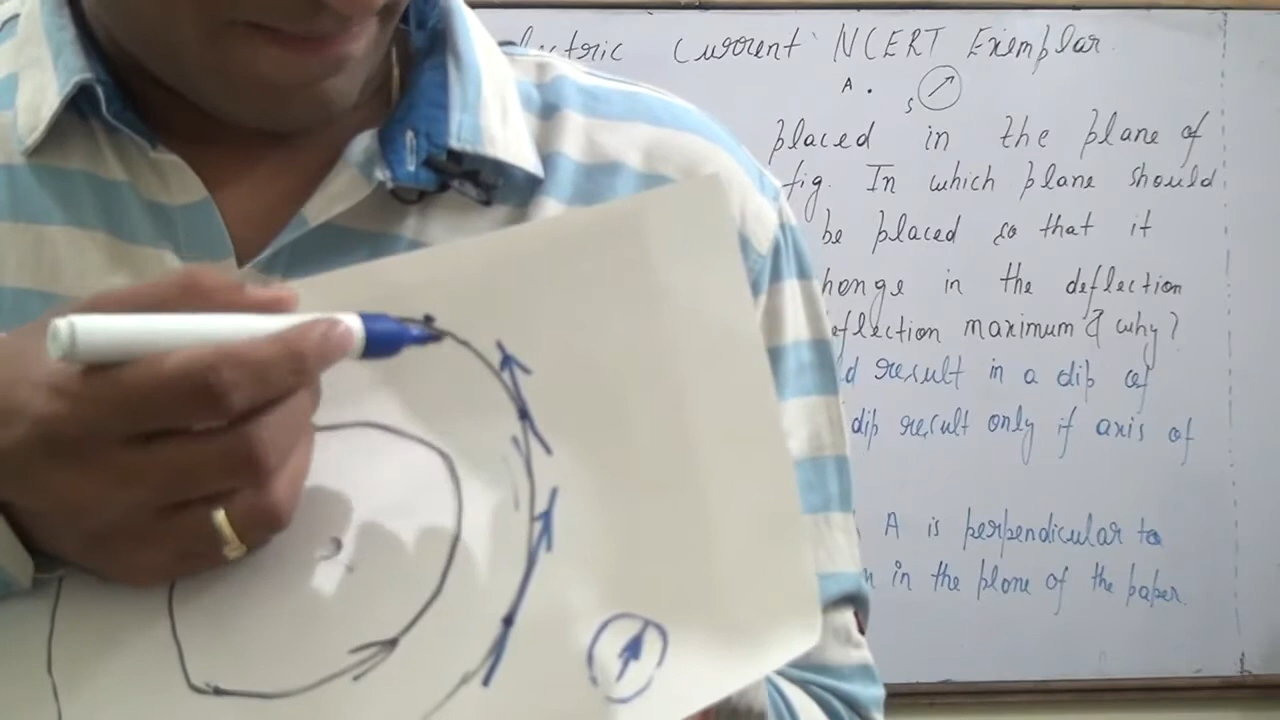 lectric Current NCERT Exemplar
A .
S
placed in the plane of
fig. In which plane should
be placed so that it
hange in the deflection
eflection maximum & why?
d result in a dip of
dip result only if axis of
A is perpendicular to
in the plane of the paper.